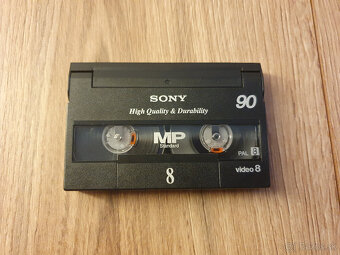 SONY
High Quality & Durability
90
MP
Standard
PAL 8
8
video 8